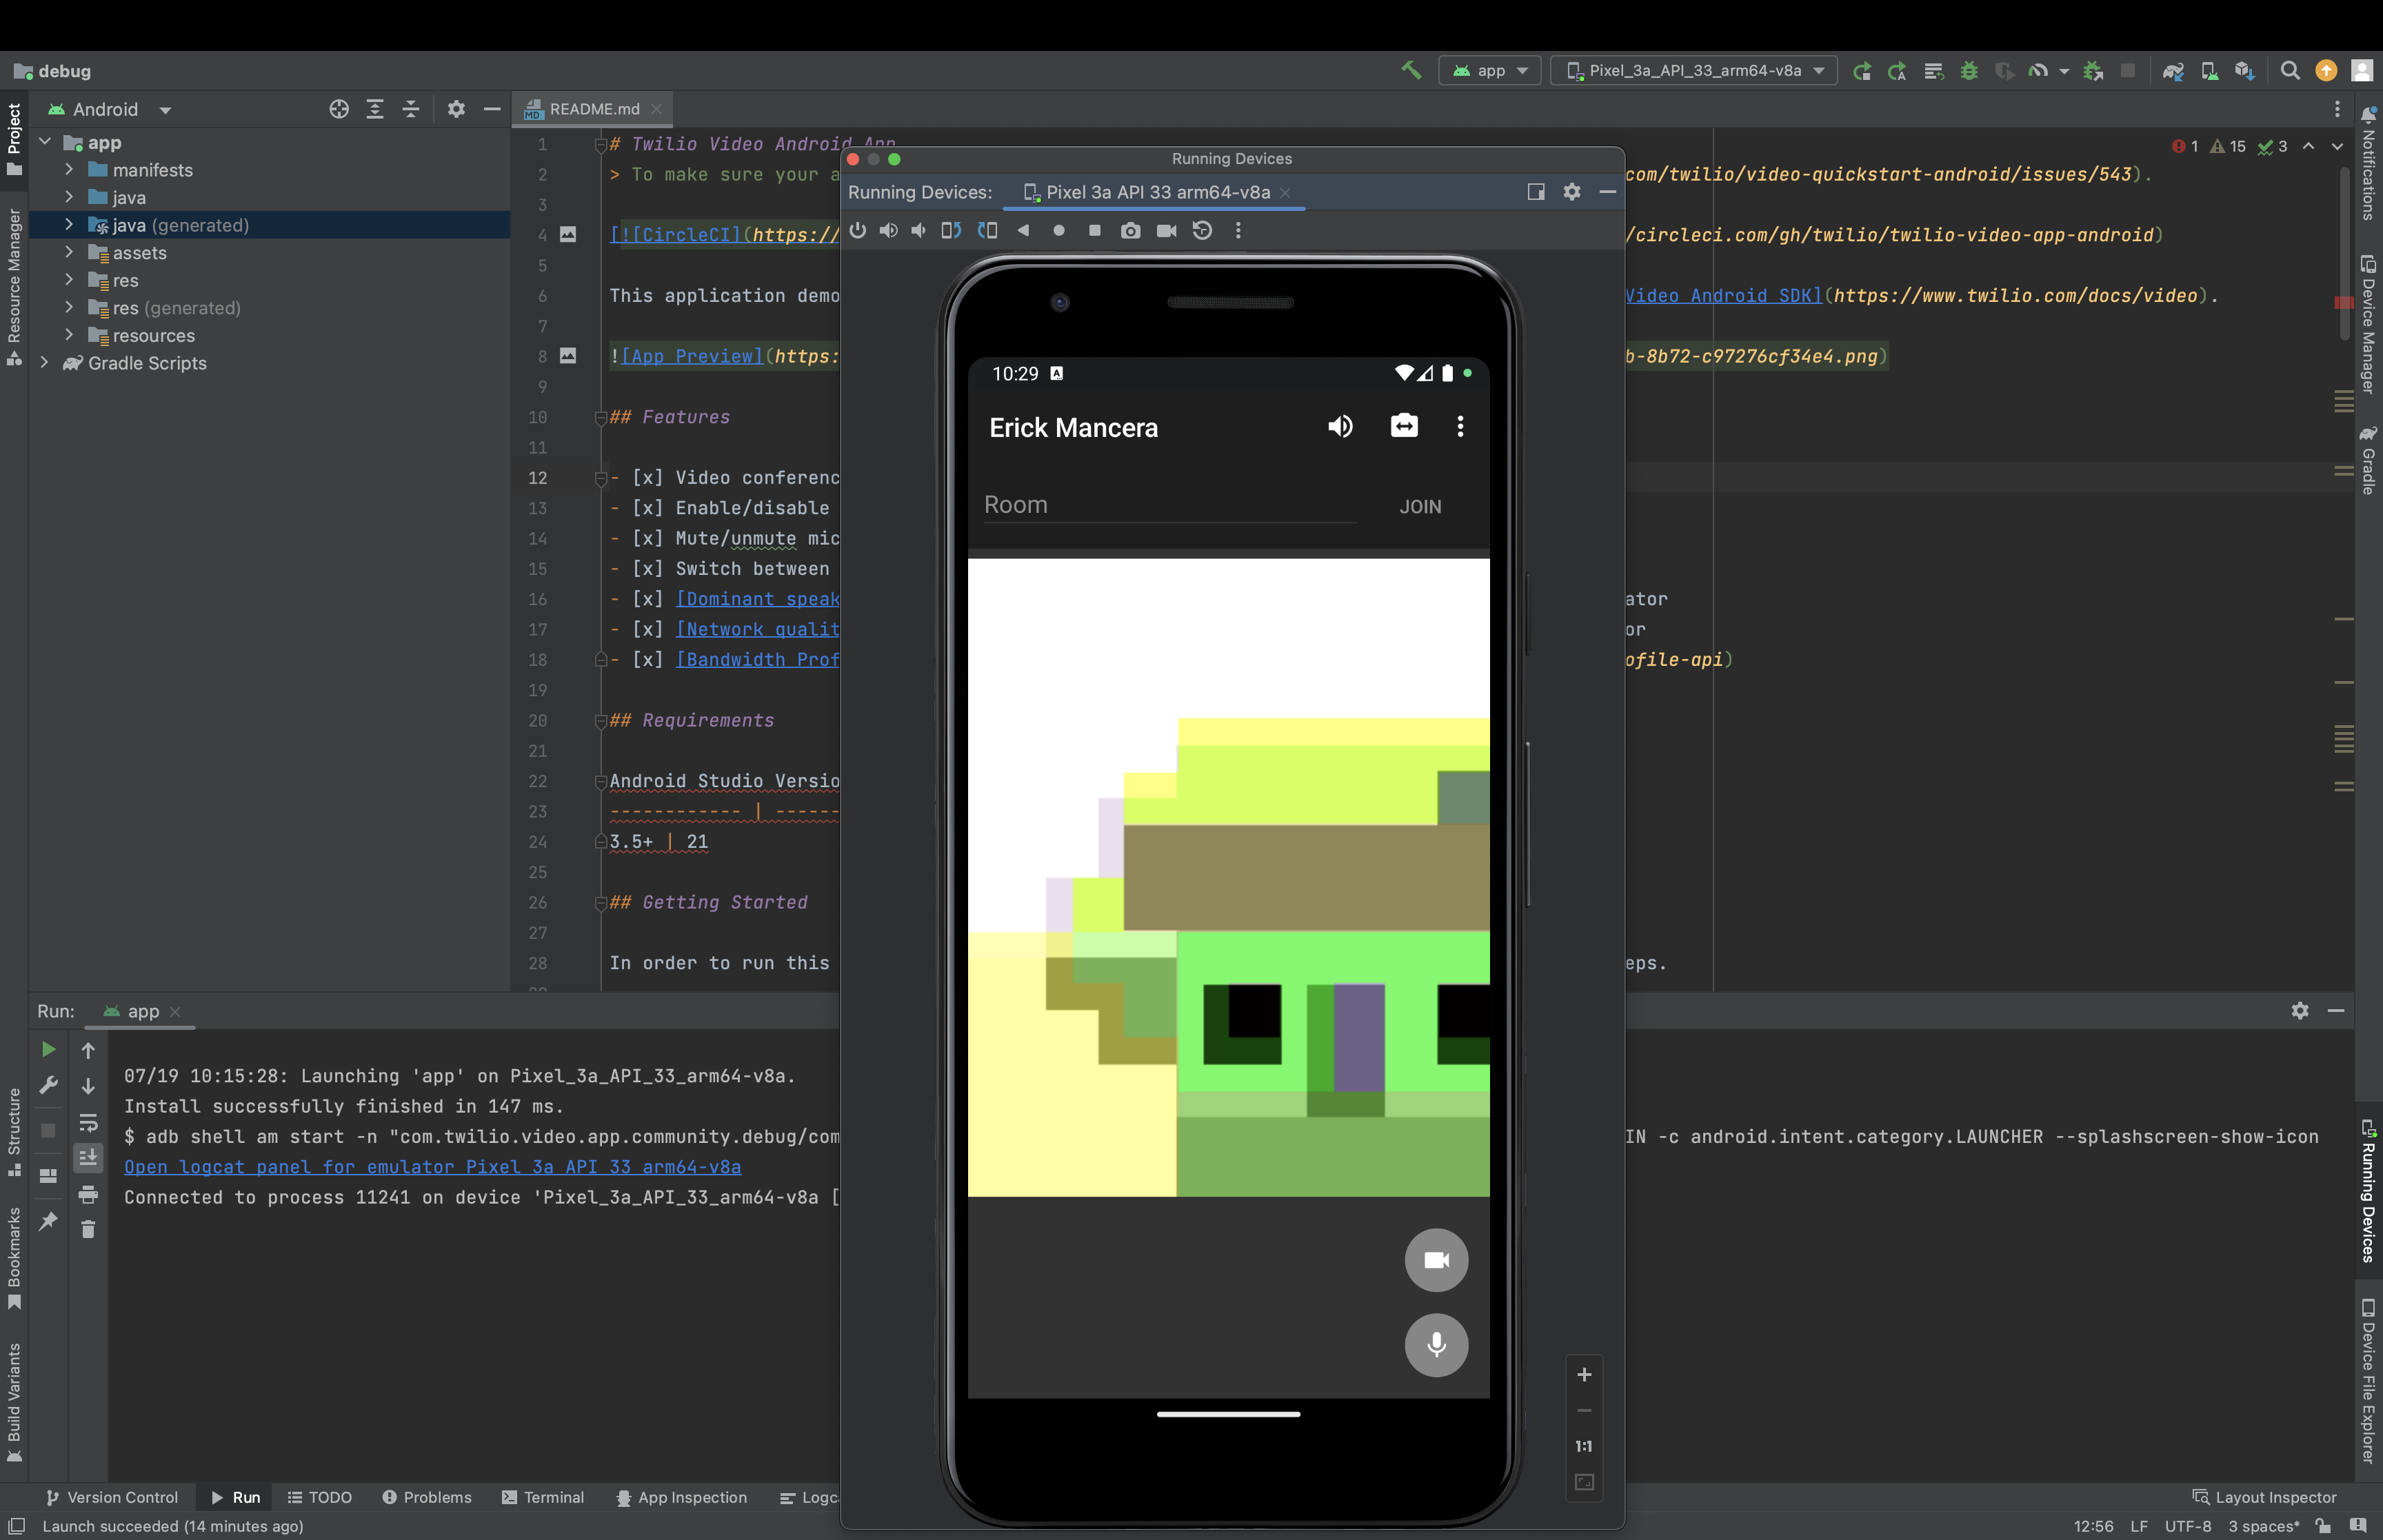 debug
app
Pixel_3a_API_33_arm64-v8a
Android
README.md
Project
Resource Manager
Structure
Bookmarks
Build Variants
app
manifests
java
java (generated)
assets
res
res (generated)
resources
Gradle Scripts
1 # Twilio Video Android App
2 > To make sure your a
com/twilio/video-quickstart-android/issues/543).
3
4 [![CircleCI](https://
/circleci.com/gh/twilio/twilio-video-app-android)
5
6 This application demo
Video Android SDK](https://www.twilio.com/docs/video).
7
8 ![App Preview](https:
b-8b72-c97276cf34e4.png)
9
10 ## Features
11
12 - [x] Video conferenc
13 - [x] Enable/disable
14 - [x] Mute/unmute mic
15 - [x] Switch between
16 - [x] [Dominant speak
ator
17 - [x] [Network qualit
or
18 - [x] [Bandwidth Prof
ofile-api)
19
20 ## Requirements
21
22 Android Studio Versio
23 ------------ | ------
24 3.5+ | 21
25
26 ## Getting Started
27
28 In order to run this
eps.
1 15 3
Running Devices
Running Devices:
Pixel 3a API 33 arm64-v8a
10:29 A
Erick Mancera
Room
JOIN
1:1
Notifications
Device Manager
Gradle
Running Devices
Device File Explorer
Run:
app
07/19 10:15:28: Launching 'app' on Pixel_3a_API_33_arm64-v8a.
Install successfully finished in 147 ms.
$ adb shell am start -n "com.twilio.video.app.community.debug/com
IN -c android.intent.category.LAUNCHER --splashscreen-show-icon
Open logcat panel for emulator Pixel 3a API 33 arm64-v8a
Connected to process 11241 on device 'Pixel_3a_API_33_arm64-v8a [
Version Control
Run
TODO
Problems
Terminal
App Inspection
Logc
Layout Inspector
Launch succeeded (14 minutes ago)
12:56
LF
UTF-8
3 spaces*